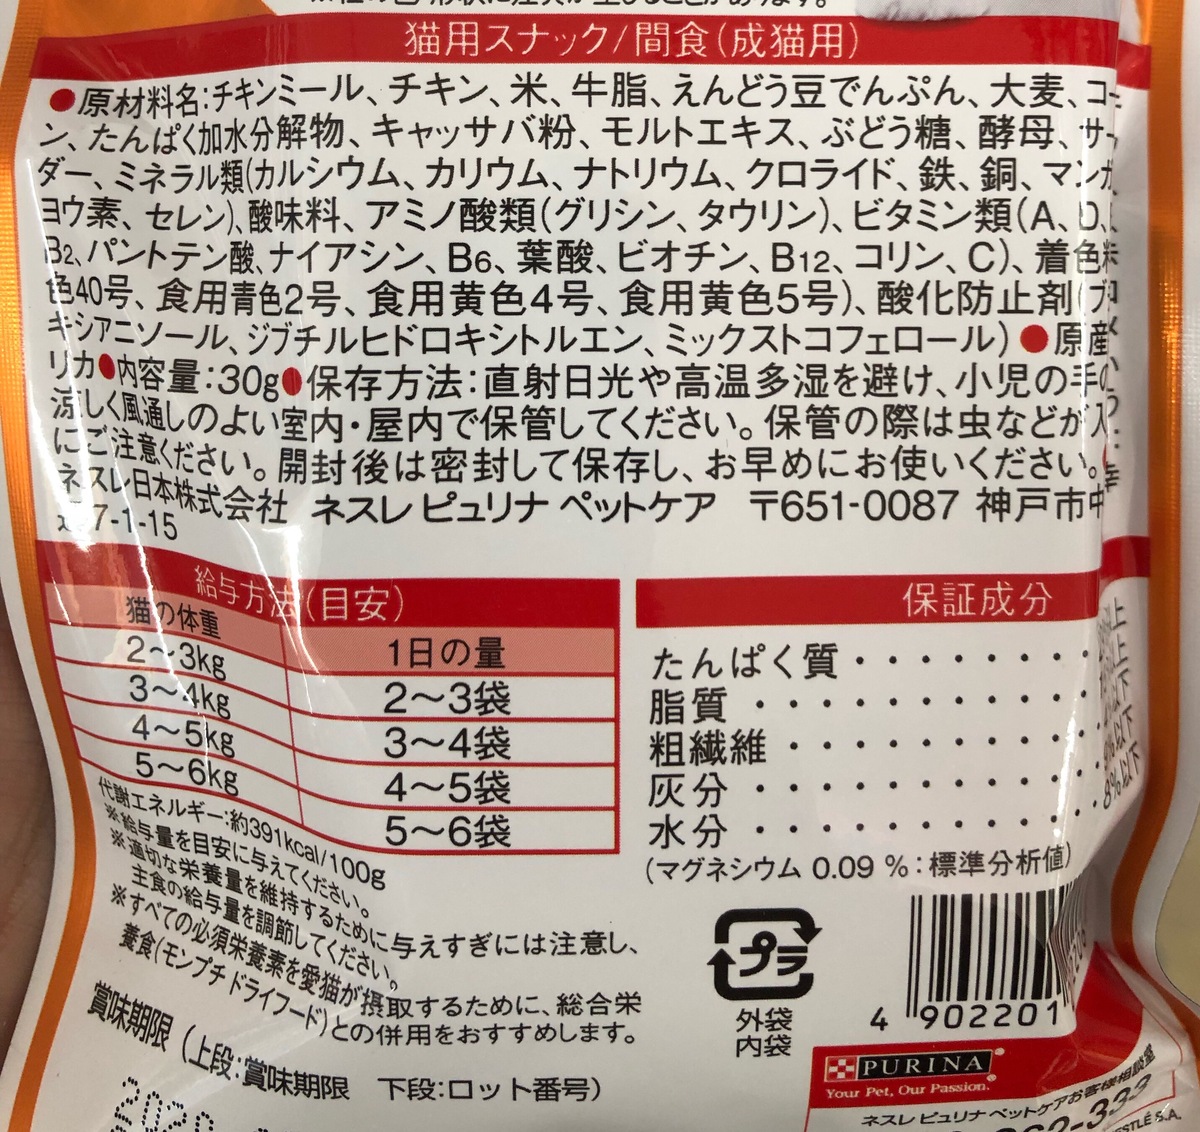 猫用スナック/間食(成猫用)
●原材料名:チキンミール、チキン、米、牛脂、えんどう豆でんぷん、大麦、コー
ン、たんぱく加水分解物、キャッサバ粉、モルトエキス、ぶどう糖、酵母、サー
ダー、ミネラル類(カルシウム、カリウム、ナトリウム、クロライド、鉄、銅、マンガ
ヨウ素、セレン)、酸味料、アミノ酸類(グリシン、タウリン)、ビタミン類(A、D、
B2、パントテン酸、ナイアシン、B6、葉酸、ビオチン、B12、コリン、C)、着色料
色40号、食用青色2号、食用黄色4号、食用黄色5号)、酸化防止剤(ブ
キシアニソール、ジブチルヒドロキシトルエン、ミックストコフェロール)●原産
リカ●内容量:30g●保存方法:直射日光や高温多湿を避け、小児の手の
涼しく風通しのよい室内・屋内で保管してください。保管の際は虫などが入
にご注意ください。開封後は密封して保存し、お早めにお使いください。
ネスレ日本株式会社 ネスレ ピュリナ ペットケア 〒651-0087 神戸市中
7-1-15
給与方法(目安)
猫の体重 1日の量
2～3kg 2～3袋
3～4kg 3～4袋
4～5kg 4～5袋
5～6kg 5～6袋
代謝エネルギー:約391kcal/100g
※給与量を目安に与えてください。
※適切な栄養量を維持するために与えすぎには注意し、
主食の給与量を調節してください。
※すべての必須栄養素を愛猫が摂取するために、総合栄
養食(モンプチ ドライフード)との併用をおすすめします。
賞味期限 (上段:賞味期限 下段:ロット番号)
保証成分
たんぱく質・・・・・・・・
脂質・・・・・・・・・・
粗繊維・・・・・・・・・
灰分・・・・・・・・・・
水分・・・・・・・・・・8%以下
(マグネシウム 0.09 %:標準分析値)
プラ
外袋
内袋
4 902201
PURINA
Your Pet, Our Passion.
ネスレ ピュリナ ペットケアお客様相談室